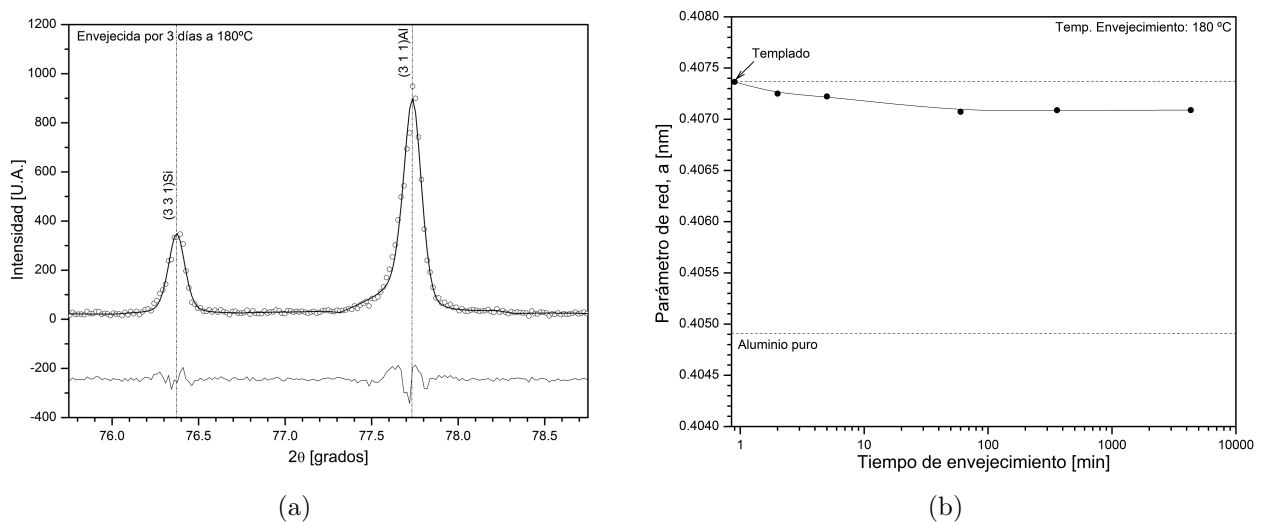 1200
1000
800
600
400
200
0
-200
-400
Envejecida por 3 días a 180ºC
(3 3 1)Si
(3 1 1)Al
Intensidad [U.A.]
76.0 76.5 77.0 77.5 78.0 78.5
2θ [grados]
(a)
0.4080
0.4075
0.4070
0.4065
0.4060
0.4055
0.4050
0.4045
0.4040
Temp. Envejecimiento: 180 ºC
Templado
Aluminio puro
Parámetro de red, a [nm]
1 10 100 1000 10000
Tiempo de envejecimiento [min]
(b)